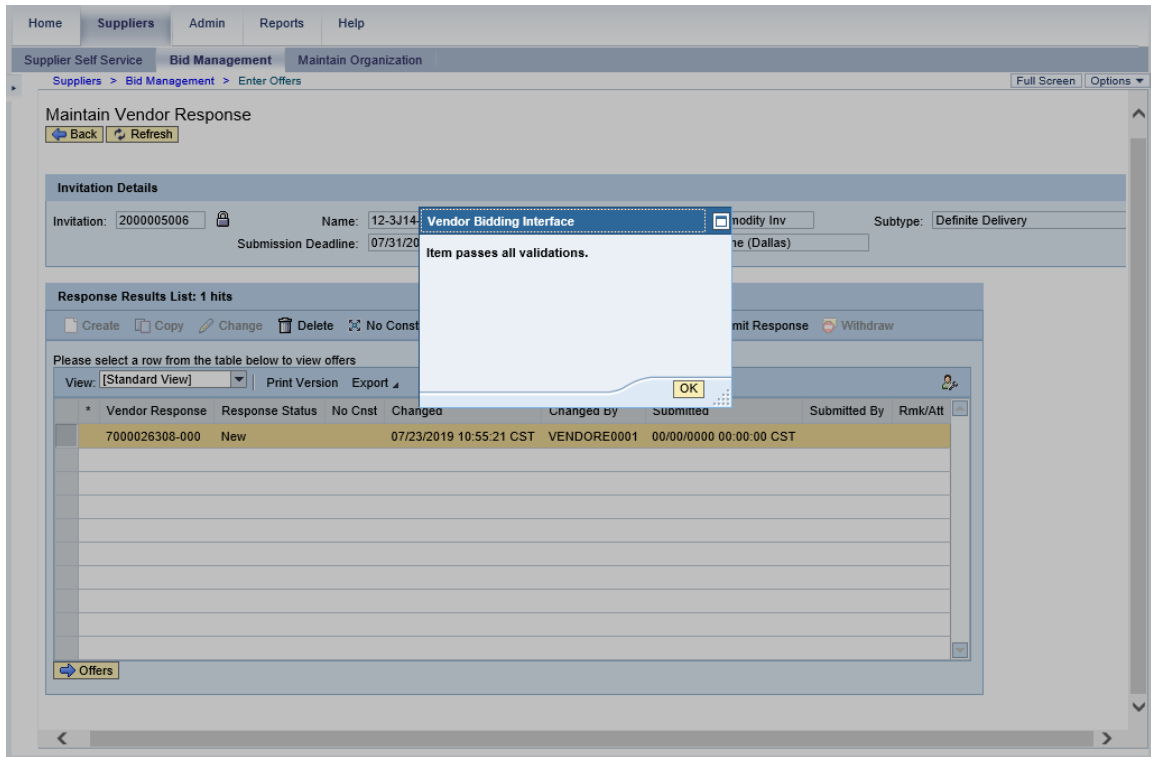 Home Suppliers Admin Reports Help
Supplier Self Service Bid Management Maintain Organization
Suppliers > Bid Management > Enter Offers Full Screen Options
Maintain Vendor Response
Back Refresh
Invitation Details
Invitation: 2000005006 Name: 12-3J14- Subtype: Definite Delivery
Submission Deadline: 07/31/20 (Dallas)
Vendor Bidding Interface
Item passes all validations.
OK
Response Results List: 1 hits
Create Copy Change Delete No Const Response Withdraw
Please select a row from the table below to view offers
View: [Standard View] Print Version Export
* Vendor Response Response Status No Cnst Changed Changed By Submitted Submitted By Rmk/Att
7000026308-000 New 07/23/2019 10:55:21 CST VENDORE0001 00/00/0000 00:00:00 CST
Offers